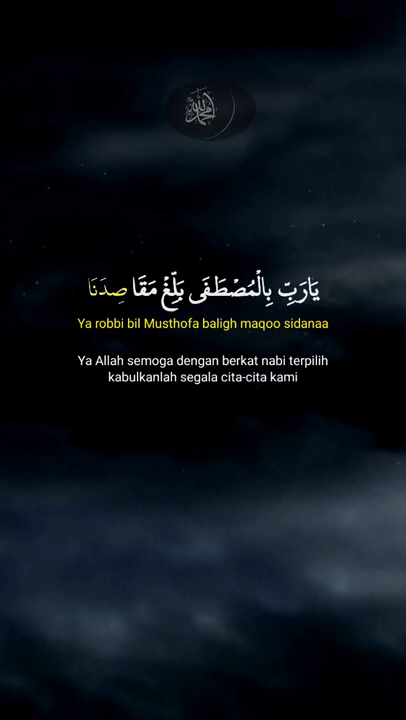 يَارَبِّ بِالْمُصْطَفَى بَلِّغْ مَقَا صِدَنَا
Ya robbi bil Musthofa baligh maqoo sidanaa
Ya Allah semoga dengan berkat nabi terpilih
kabulkanlah segala cita-cita kami